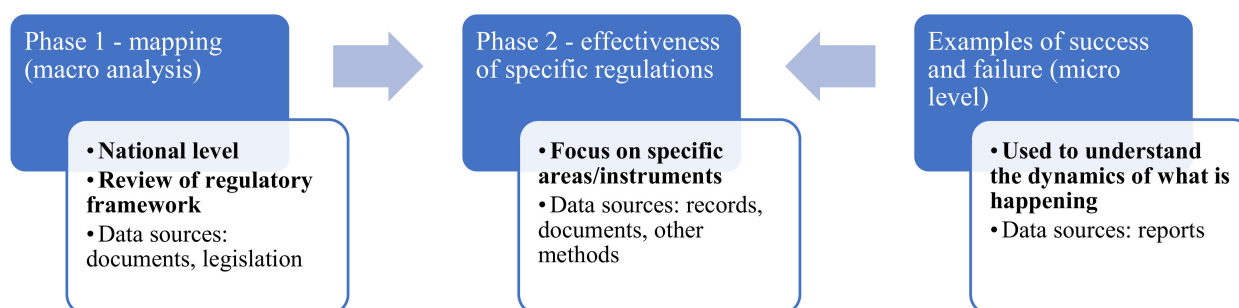 Phase 1 - mapping
(macro analysis)
• National level
• Review of regulatory
framework
• Data sources:
documents, legislation
Phase 2 - effectiveness
of specific regulations
• Focus on specific
areas/instruments
• Data sources: records,
documents, other
methods
Examples of success
and failure (micro
level)
• Used to understand
the dynamics of what is
happening
• Data sources: reports